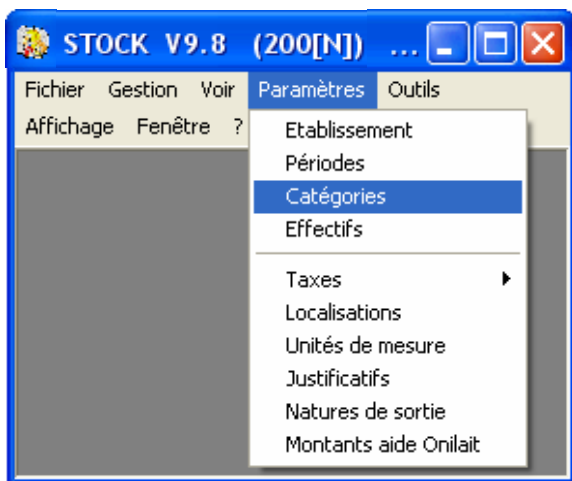 STOCK V9.8 (200[N]) ...
Fichier Gestion Voir Paramètres Outils
Affichage Fenêtre ?
Etablissement
Périodes
Catégories
Effectifs
Taxes
Localisations
Unités de mesure
Justificatifs
Natures de sortie
Montants aide Onilait